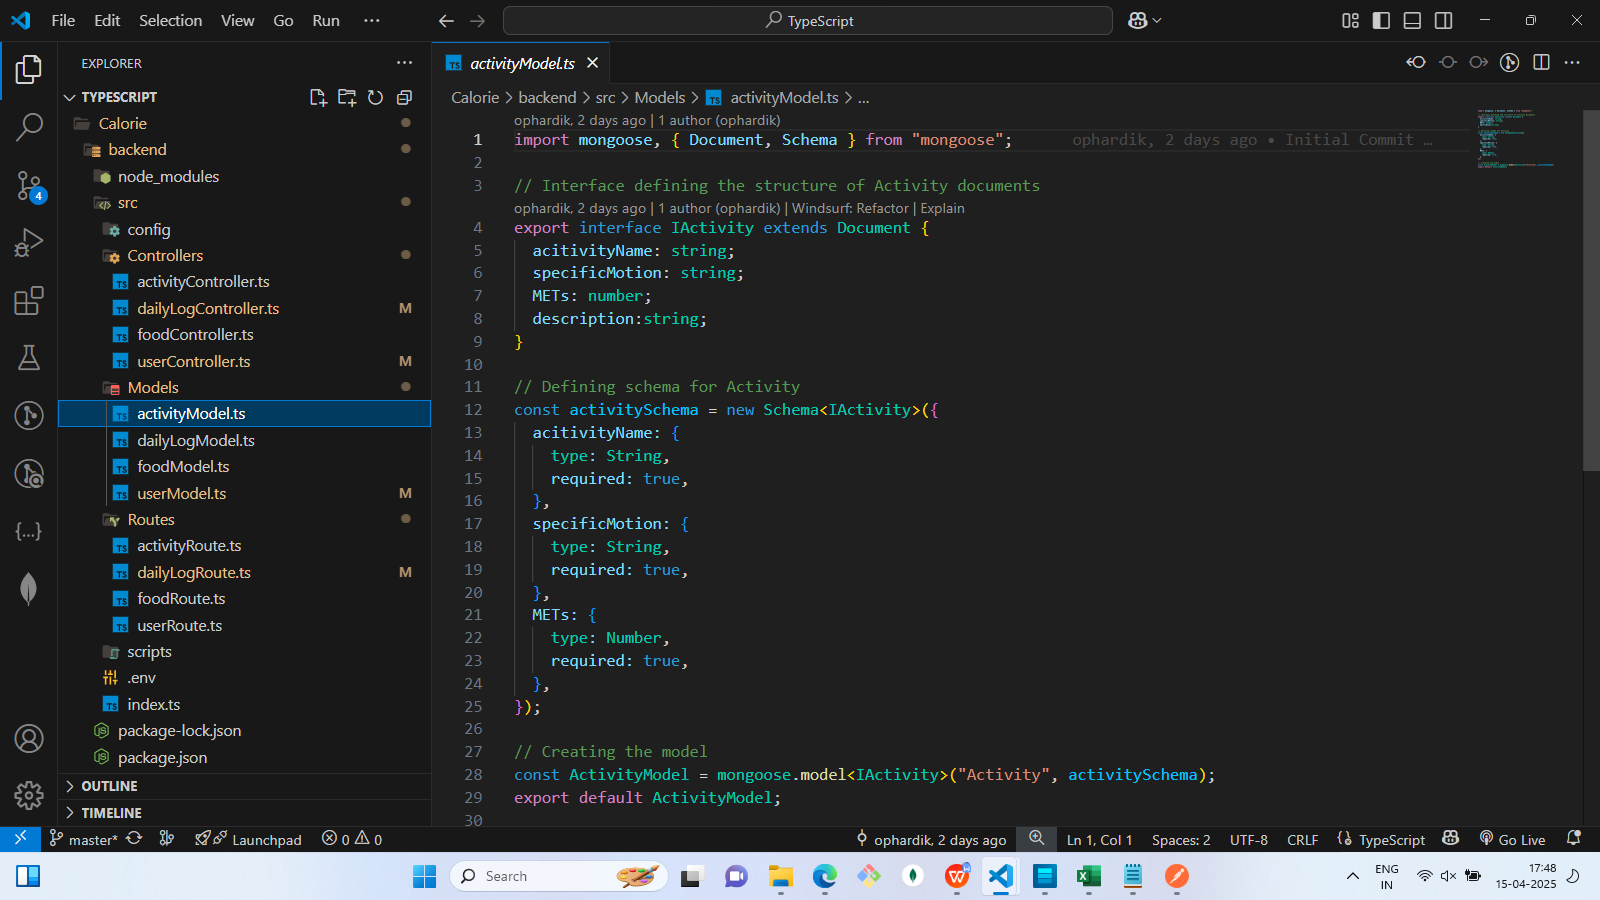 File Edit Selection View Go Run ...
TypeScript
EXPLORER
TYPESCRIPT
Calorie
backend
node_modules
src
config
Controllers
activityController.ts
dailyLogController.ts M
foodController.ts
userController.ts M
Models
activityModel.ts
dailyLogModel.ts
foodModel.ts
userModel.ts M
Routes
activityRoute.ts
dailyLogRoute.ts M
foodRoute.ts
userRoute.ts
scripts
.env
index.ts
package-lock.json
package.json
OUTLINE
TIMELINE
4
TS activityModel.ts
Calorie > backend > src > Models > TS activityModel.ts > ...
ophardik, 2 days ago | 1 author (ophardik)
1 import mongoose, { Document, Schema } from "mongoose"; ophardik, 2 days ago • Initial Commit …
2
3 // Interface defining the structure of Activity documents
ophardik, 2 days ago | 1 author (ophardik) | Windsurf: Refactor | Explain
4 export interface IActivity extends Document {
5 acitivityName: string;
6 specificMotion: string;
7 METs: number;
8 description:string;
9 }
10
11 // Defining schema for Activity
12 const activitySchema = new Schema<IActivity>({
13 acitivityName: {
14 type: String,
15 required: true,
16 },
17 specificMotion: {
18 type: String,
19 required: true,
20 },
21 METs: {
22 type: Number,
23 required: true,
24 },
25 });
26
27 // Creating the model
28 const ActivityModel = mongoose.model<IActivity>("Activity", activitySchema);
29 export default ActivityModel;
30
master* Launchpad 0 0 ophardik, 2 days ago Ln 1, Col 1 Spaces: 2 UTF-8 CRLF TypeScript Go Live
Search
ENG
IN
17:48
15-04-2025